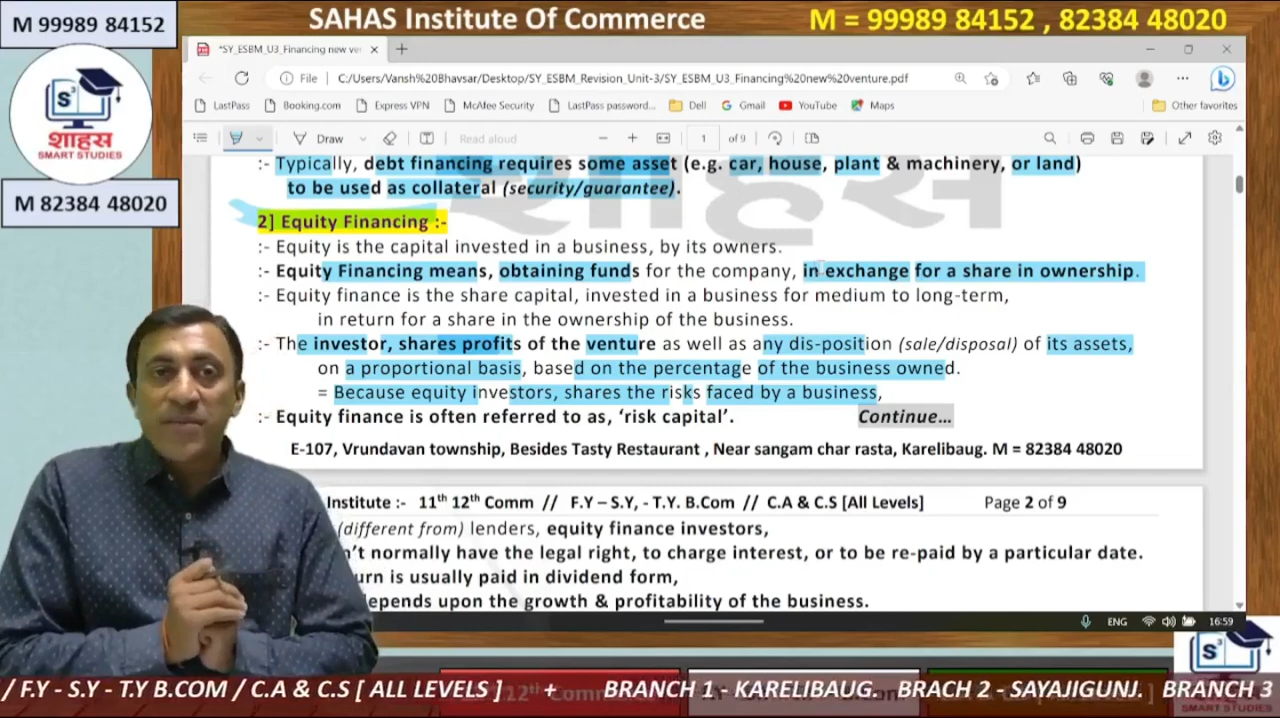 M 99989 84152
SAHAS Institute Of Commerce
M = 99989 84152 , 82384 48020
S³
शाहस
SMART STUDIES
M 82384 48020
*SY_ESBM_U3_Financing new ve
File
C:/Users/Vansh%20Bhavsar/Desktop/SY_ESBM_Revision_Unit-3/SY_ESBM_U3_Financing%20new%20venture.pdf
LastPass
Booking.com
Express VPN
McAfee Security
LastPass password...
Dell
Gmail
YouTube
Maps
Other favorites
Draw
Read aloud
1 of 9
शाहस
:- Typically, debt financing requires some asset (e.g. car, house, plant & machinery, or land)
to be used as collateral (security/guarantee).
2] Equity Financing :-
:- Equity is the capital invested in a business, by its owners.
:- Equity Financing means, obtaining funds for the company, in exchange for a share in ownership.
:- Equity finance is the share capital, invested in a business for medium to long-term,
in return for a share in the ownership of the business.
:- The investor, shares profits of the venture as well as any dis-position (sale/disposal) of its assets,
on a proportional basis, based on the percentage of the business owned.
= Because equity investors, shares the risks faced by a business,
:- Equity finance is often referred to as, ‘risk capital’.
Continue...
E-107, Vrundavan township, Besides Tasty Restaurant , Near sangam char rasta, Karelibaug. M = 82384 48020
Institute :- 11th 12th Comm // F.Y – S.Y, - T.Y. B.Com // C.A & C.S [All Levels]
Page 2 of 9
(different from) lenders, equity finance investors,
n't normally have the legal right, to charge interest, or to be re-paid by a particular date.
urn is usually paid in dividend form,
depends upon the growth & profitability of the business.
ENG
16:59
S³
/ F.Y - S.Y - T.Y B.COM / C.A & C.S [ ALL LEVELS ] + BRANCH 1 - KARELIBAUG. BRACH 2 - SAYAJIGUNJ. BRANCH 3
SMART STUDIES